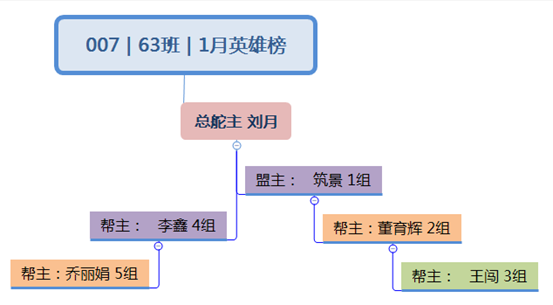 007 | 63班 | 1月英雄榜
总舵主 刘月
盟主： 筑景 1组
帮主： 李鑫 4组
帮主：董育辉 2组
帮主：乔丽娟 5组
帮主： 王闯 3组